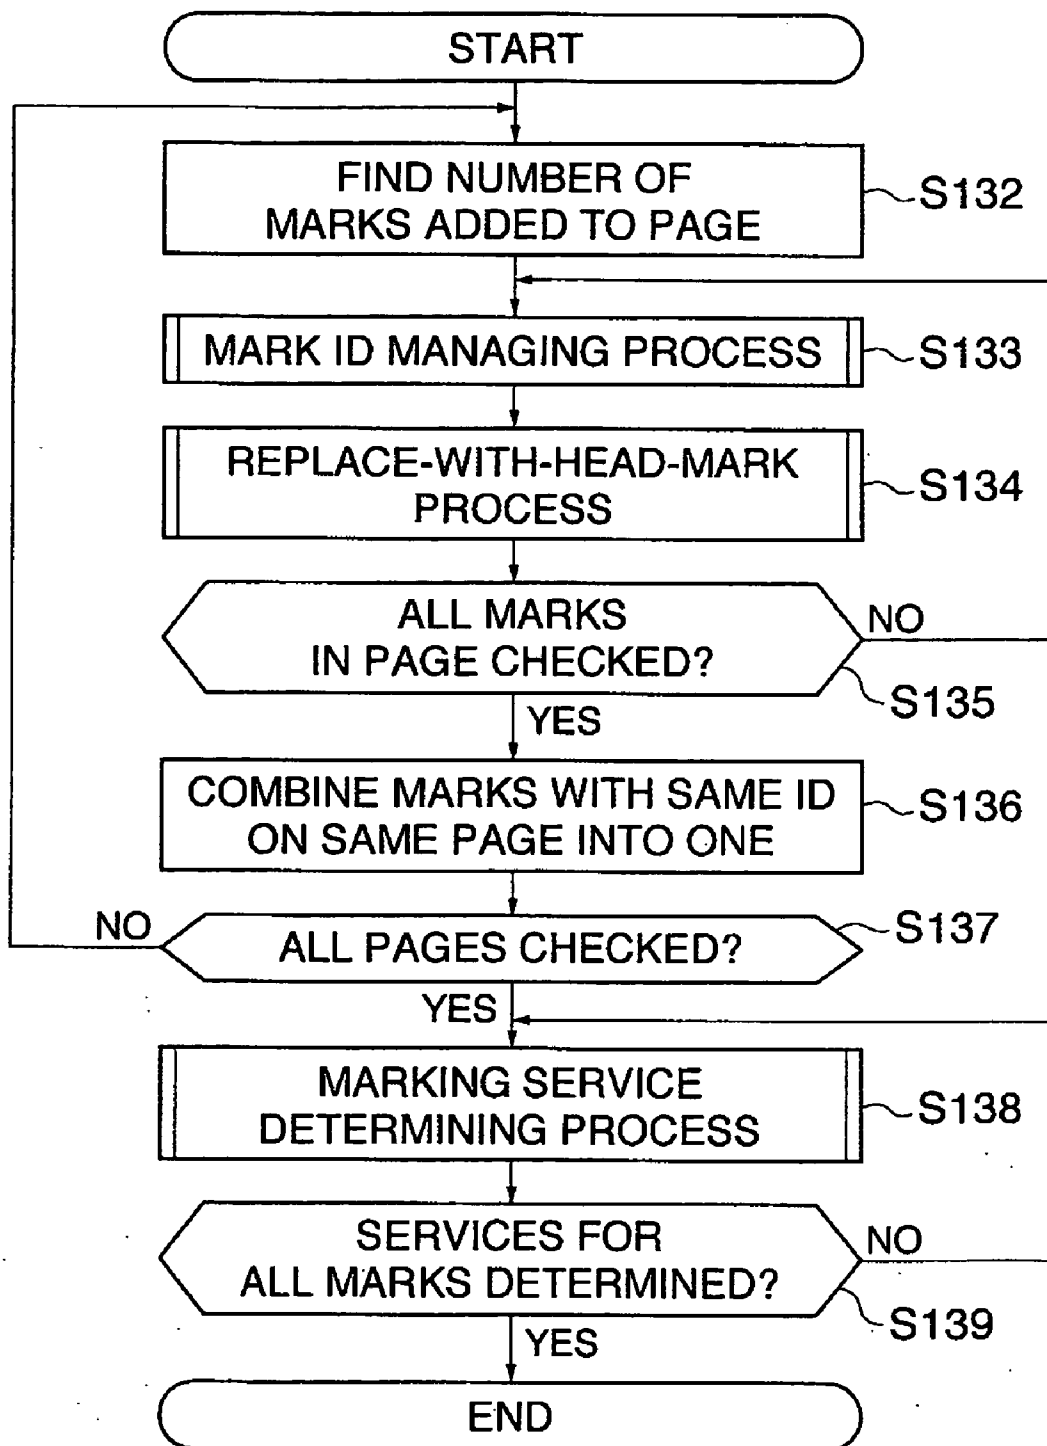 START
FIND NUMBER OF
MARKS ADDED TO PAGE
S132
MARK ID MANAGING PROCESS
S133
REPLACE-WITH-HEAD-MARK
PROCESS
S134
ALL MARKS
IN PAGE CHECKED?
NO
S135
YES
COMBINE MARKS WITH SAME ID
ON SAME PAGE INTO ONE
S136
NO
ALL PAGES CHECKED?
S137
YES
MARKING SERVICE
DETERMINING PROCESS
S138
SERVICES FOR
ALL MARKS DETERMINED?
NO
S139
YES
END